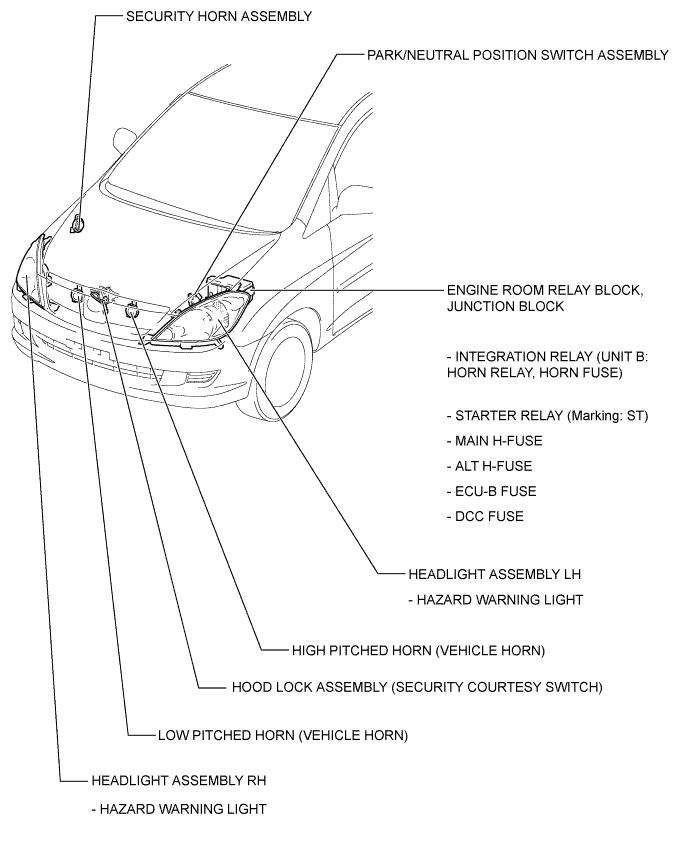 SECURITY HORN ASSEMBLY
PARK/NEUTRAL POSITION SWITCH ASSEMBLY
ENGINE ROOM RELAY BLOCK,
JUNCTION BLOCK
- INTEGRATION RELAY (UNIT B:
HORN RELAY, HORN FUSE)
- STARTER RELAY (Marking: ST)
- MAIN H-FUSE
- ALT H-FUSE
- ECU-B FUSE
- DCC FUSE
HEADLIGHT ASSEMBLY LH
- HAZARD WARNING LIGHT
HIGH PITCHED HORN (VEHICLE HORN)
HOOD LOCK ASSEMBLY (SECURITY COURTESY SWITCH)
LOW PITCHED HORN (VEHICLE HORN)
HEADLIGHT ASSEMBLY RH
- HAZARD WARNING LIGHT